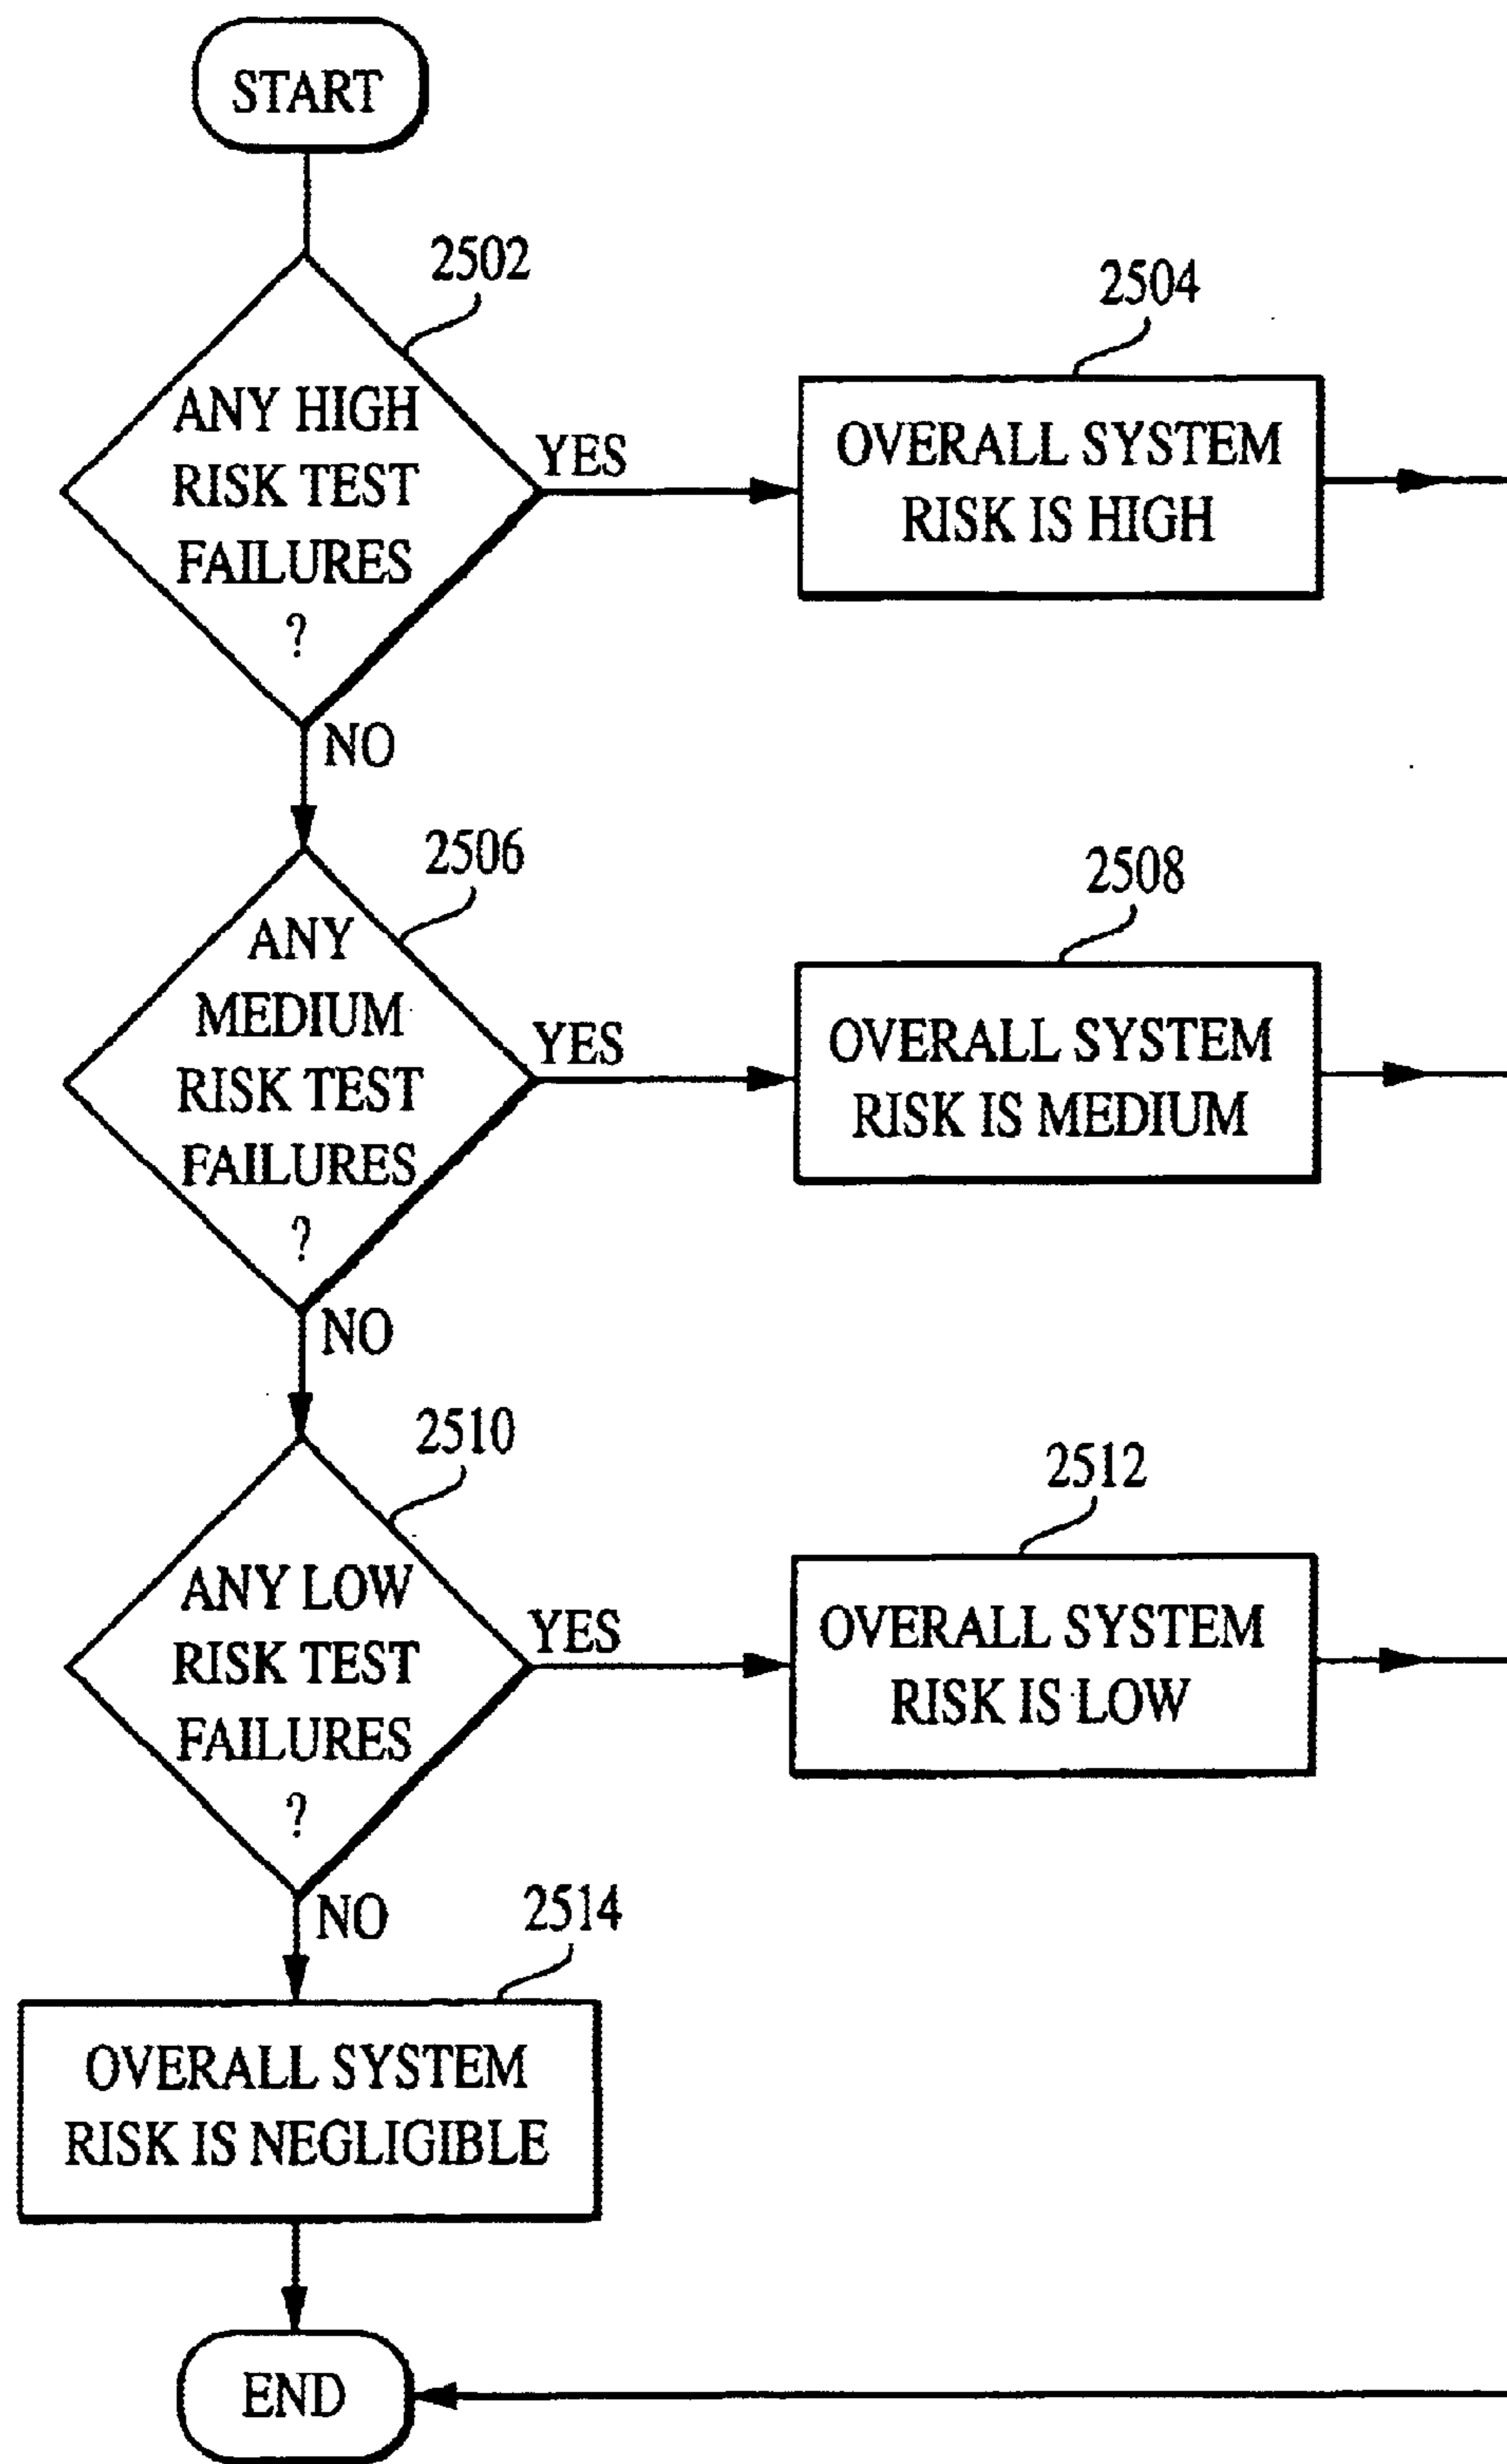 START
2502
ANY HIGH
RISK TEST
FAILURES
?
YES
2504
OVERALL SYSTEM
RISK IS HIGH
NO
2506
ANY
MEDIUM
RISK TEST
FAILURES
?
YES
2508
OVERALL SYSTEM
RISK IS MEDIUM
NO
2510
ANY LOW
RISK TEST
FAILURES
?
YES
2512
OVERALL SYSTEM
RISK IS LOW
NO
2514
OVERALL SYSTEM
RISK IS NEGLIGIBLE
END